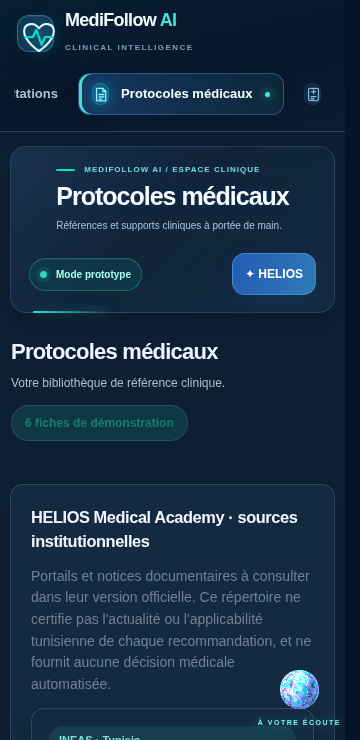 MediFollow AI
CLINICAL INTELLIGENCE
tations
Protocoles médicaux
MEDIFOLLOW AI / ESPACE CLINIQUE
Protocoles médicaux
Références et supports cliniques à portée de main.
Mode prototype
✦ HELIOS
Protocoles médicaux
Votre bibliothèque de référence clinique.
6 fiches de démonstration
HELIOS Medical Academy · sources
institutionnelles
Portails et notices documentaires à consulter
dans leur version officielle. Ce répertoire ne
certifie pas l'actualité ou l'applicabilité
tunisienne de chaque recommandation, et ne
fournit aucune décision médicale
automatisée.
À VOTRE ÉCOUTE
INEAS · Tunisie